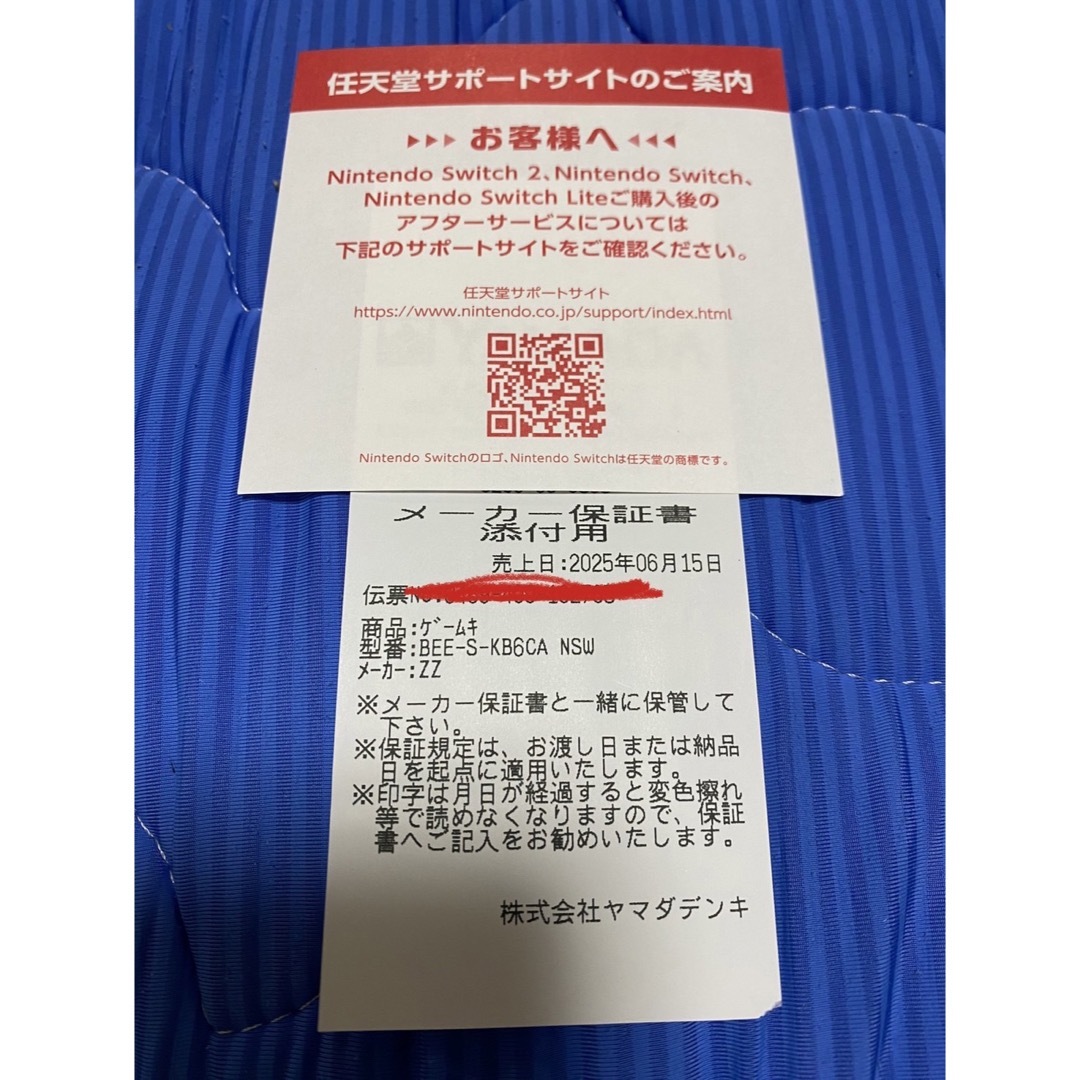 任天堂サポートサイトのご案内
▶▶▶ お客様へ ◀◀◀
Nintendo Switch 2、Nintendo Switch、
Nintendo Switch Liteご購入後の
アフターサービスについては
下記のサポートサイトをご確認ください。
任天堂サポートサイト
https://www.nintendo.co.jp/support/index.html
Nintendo Switchのロゴ、Nintendo Switchは任天堂の商標です。
メーカー保証書
添付用
売上日:2025年06月15日
伝票
商品:ｹﾞｰﾑｷ
型番:BEE-S-KB6CA NSW
ﾒｰｶｰ:ZZ
※メーカー保証書と一緒に保管して
下さい。
※保証規定は、お渡し日または納品
日を起点に適用いたします。
※印字は月日が経過すると変色擦れ
等で読めなくなりますので、保証
書へご記入をお勧めいたします。
株式会社ヤマダデンキ